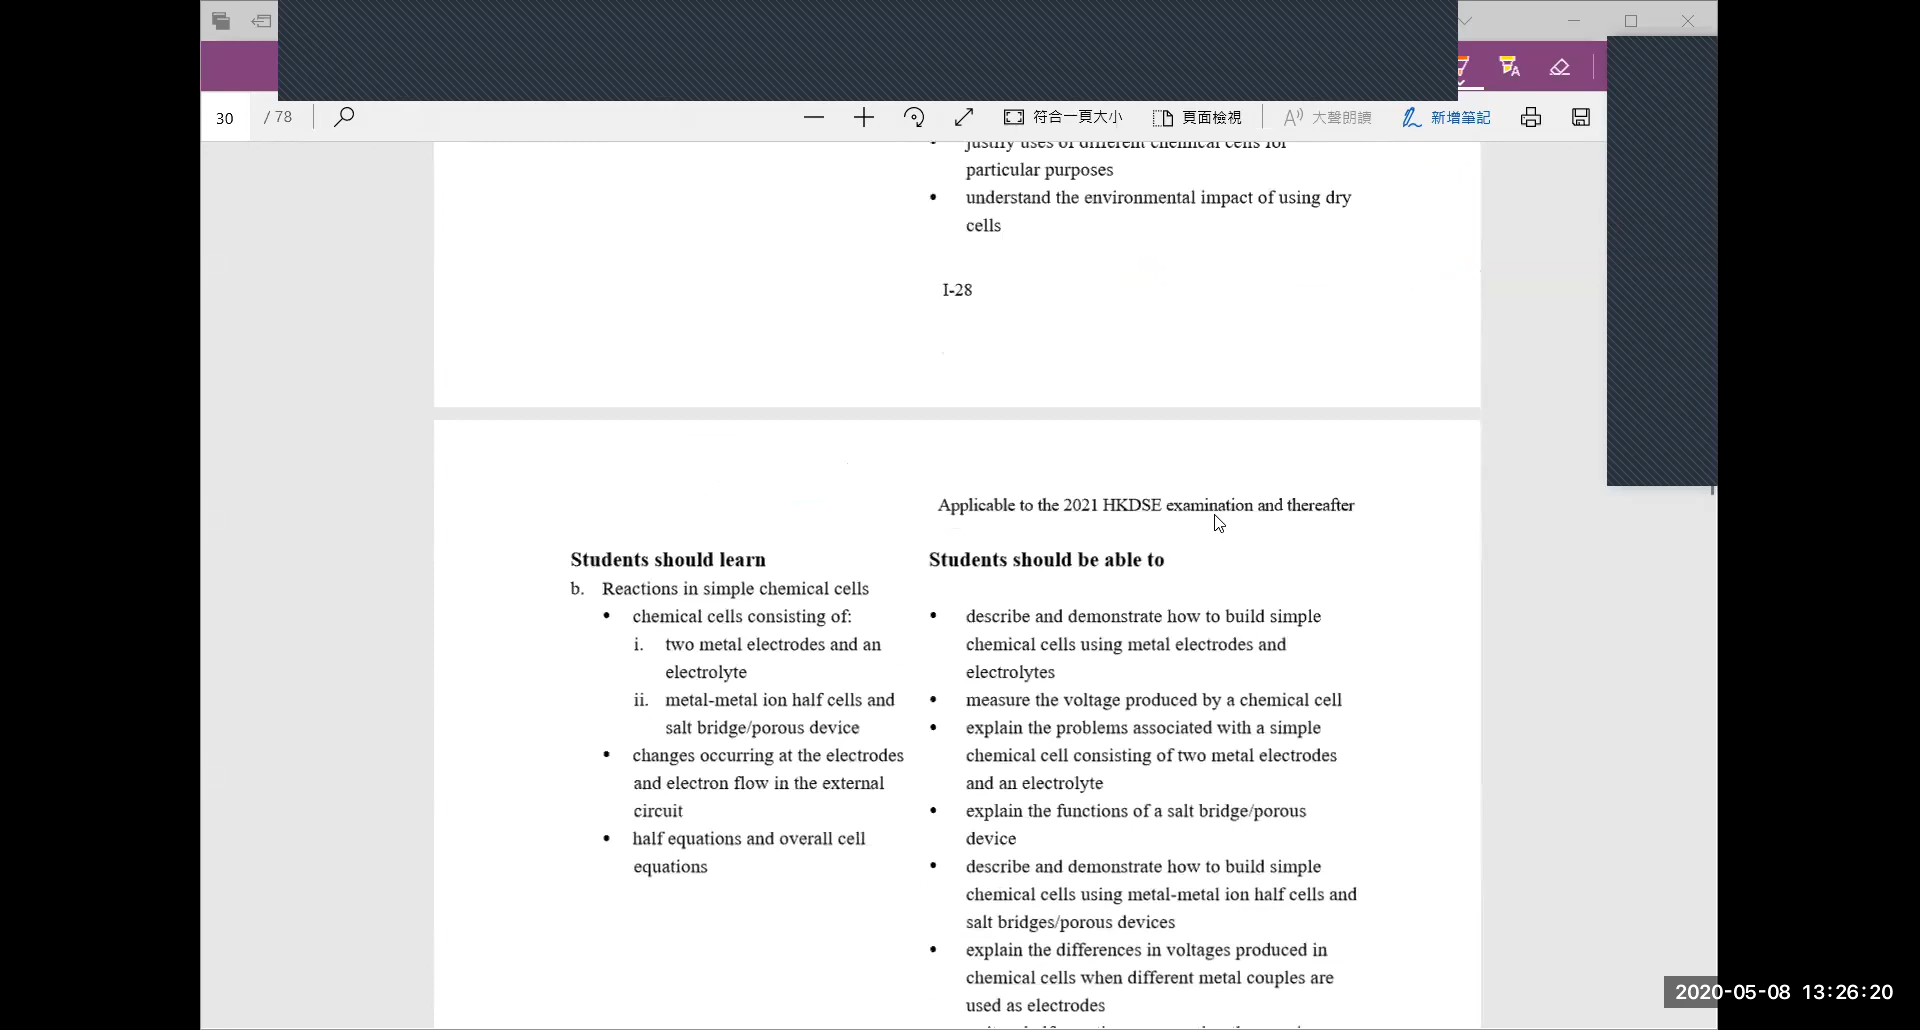 30 / 78
符合一頁大小
頁面檢視
A 大聲朗讀
新增筆記
justify uses of different chemical cells for
particular purposes
• understand the environmental impact of using dry
cells
I-28
Applicable to the 2021 HKDSE examination and thereafter
Students should learn
b. Reactions in simple chemical cells
• chemical cells consisting of:
i. two metal electrodes and an
electrolyte
ii. metal-metal ion half cells and
salt bridge/porous device
• changes occurring at the electrodes
and electron flow in the external
circuit
• half equations and overall cell
equations
Students should be able to
• describe and demonstrate how to build simple
chemical cells using metal electrodes and
electrolytes
• measure the voltage produced by a chemical cell
• explain the problems associated with a simple
chemical cell consisting of two metal electrodes
and an electrolyte
• explain the functions of a salt bridge/porous
device
• describe and demonstrate how to build simple
chemical cells using metal-metal ion half cells and
salt bridges/porous devices
• explain the differences in voltages produced in
chemical cells when different metal couples are
used as electrodes
2020-05-08 13:26:20